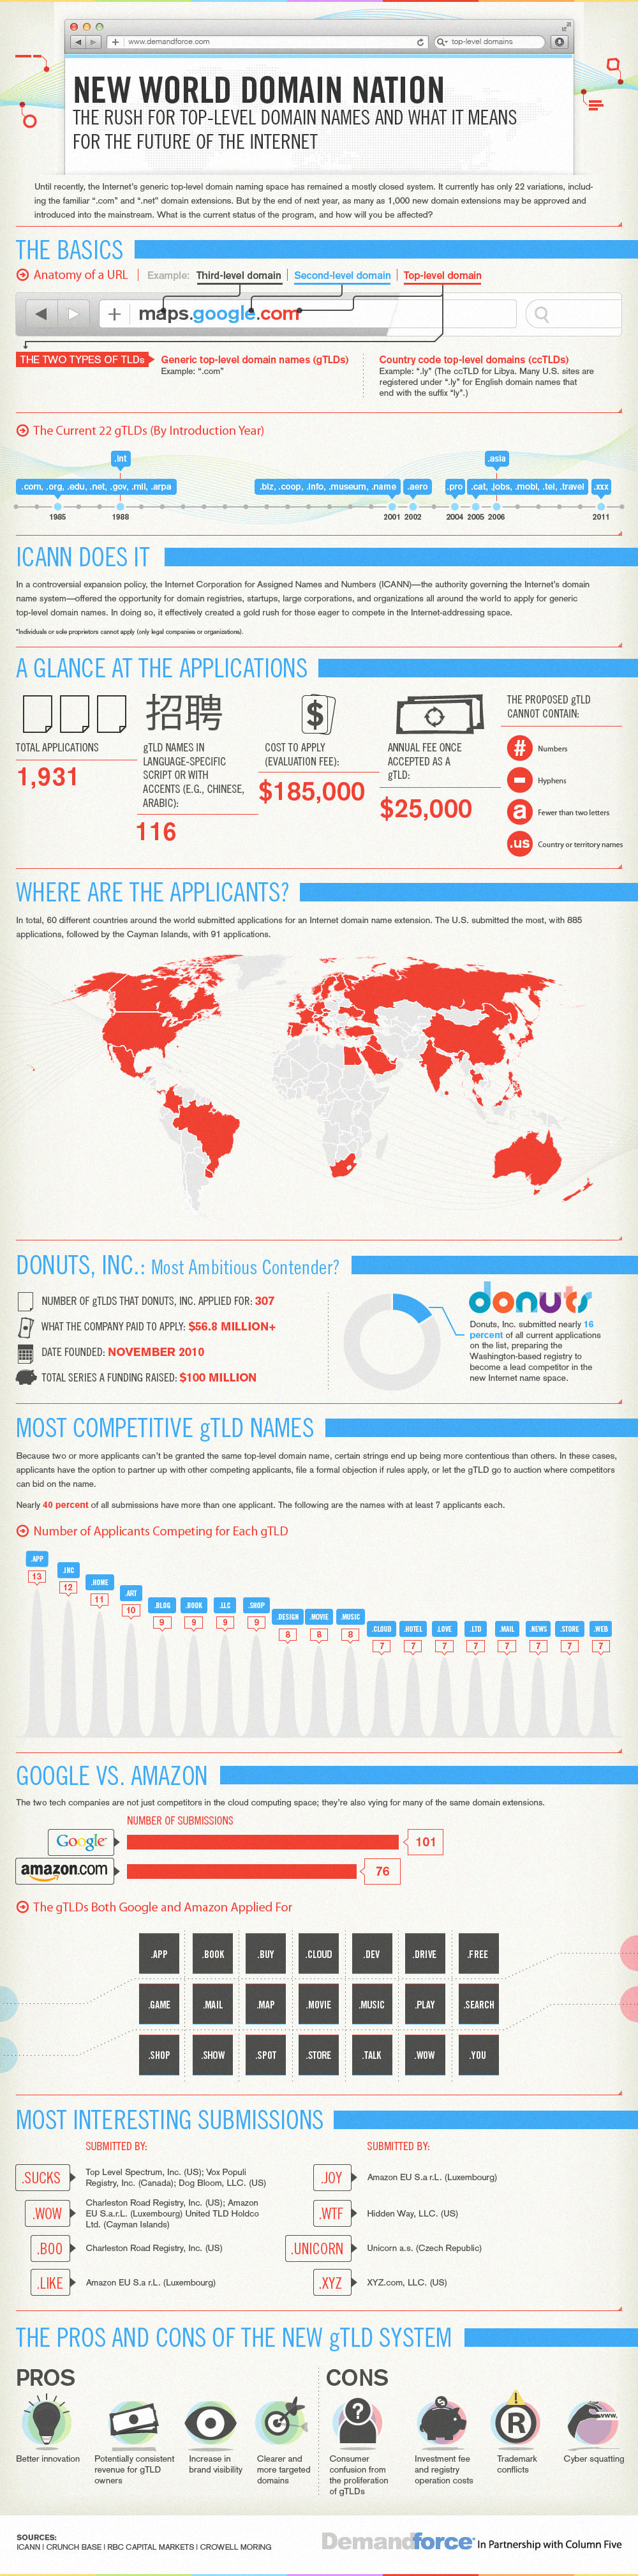 www.demandforce.com
top-level domains
NEW WORLD DOMAIN NATION
THE RUSH FOR TOP-LEVEL DOMAIN NAMES AND WHAT IT MEANS
FOR THE FUTURE OF THE INTERNET
Until recently, the Internet's generic top-level domain naming space has remained a mostly closed system. It currently has only 22 variations, includ-
ing the familiar ".com" and ".net" domain extensions. But by the end of next year, as many as 1,000 new domain extensions may be approved and
introduced into the mainstream. What is the current status of the program, and how will you be affected?
THE BASICS
Anatomy of a URL | Example: Third-level domain | Second-level domain | Top-level domain
maps.google.com
THE TWO TYPES OF TLDs
Generic top-level domain names (gTLDs)
Example: ".com"
Country code top-level domains (ccTLDs)
Example: ".ly" (The ccTLD for Libya. Many U.S. sites are
registered under ".ly" for English domain names that
end with the suffix "ly".)
The Current 22 gTLDs (By Introduction Year)
.int
.asia
.com, .org, .edu, .net, .gov, .mil, .arpa
.biz, .coop, .info, .museum, .name
.aero
.pro
.cat, .jobs, .mobi, .tel, .travel
.xxx
1985
1988
2001
2002
2004
2005
2006
2011
ICANN DOES IT
In a controversial expansion policy, the Internet Corporation for Assigned Names and Numbers (ICANN)—the authority governing the Internet's domain
name system—offered the opportunity for domain registries, startups, large corporations, and organizations all around the world to apply for generic
top-level domain names. In doing so, it effectively created a gold rush for those eager to compete in the Internet-addressing space.
*Individuals or sole proprietors cannot apply (only legal companies or organizations).
A GLANCE AT THE APPLICATIONS
TOTAL APPLICATIONS
1,931
招聘
gTLD NAMES IN
LANGUAGE-SPECIFIC
SCRIPT OR WITH
ACCENTS (E.G., CHINESE,
ARABIC):
116
$
COST TO APPLY
(EVALUATION FEE):
$185,000
ANNUAL FEE ONCE
ACCEPTED AS A
gTLD:
$25,000
THE PROPOSED gTLD
CANNOT CONTAIN:
# Numbers
- Hyphens
a Fewer than two letters
.us Country or territory names
WHERE ARE THE APPLICANTS?
In total, 60 different countries around the world submitted applications for an Internet domain name extension. The U.S. submitted the most, with 885
applications, followed by the Cayman Islands, with 91 applications.
DONUTS, INC.: Most Ambitious Contender?
NUMBER OF gTLDS THAT DONUTS, INC. APPLIED FOR: 307
WHAT THE COMPANY PAID TO APPLY: $56.8 MILLION+
DATE FOUNDED: NOVEMBER 2010
TOTAL SERIES A FUNDING RAISED: $100 MILLION
donuts
Donuts, Inc. submitted nearly 16
percent of all current applications
on the list, preparing the
Washington-based registry to
become a lead competitor in the
new Internet name space.
MOST COMPETITIVE gTLD NAMES
Because two or more applicants can't be granted the same top-level domain name, certain strings end up being more contentious than others. In these cases,
applicants have the option to partner up with other competing applicants, file a formal objection if rules apply, or let the gTLD go to auction where competitors
can bid on the name.
Nearly 40 percent of all submissions have more than one applicant. The following are the names with at least 7 applicants each.
Number of Applicants Competing for Each gTLD
.APP 13
.INC 12
.HOME 11
.ART 10
.BLOG 9
.BOOK 9
.LLC 9
.SHOP 9
.DESIGN 8
.MOVIE 8
.MUSIC 8
.CLOUD 7
.HOTEL 7
.LOVE 7
.LTD 7
.MAIL 7
.NEWS 7
.STORE 7
.WEB 7
GOOGLE VS. AMAZON
The two tech companies are not just competitors in the cloud computing space; they're also vying for many of the same domain extensions.
NUMBER OF SUBMISSIONS
Google 101
amazon.com 76
The gTLDs Both Google and Amazon Applied For
.APP .BOOK .BUY .CLOUD .DEV .DRIVE .FREE
.GAME .MAIL .MAP .MOVIE .MUSIC .PLAY .SEARCH
.SHOP .SHOW .SPOT .STORE .TALK .WOW .YOU
MOST INTERESTING SUBMISSIONS
SUBMITTED BY:
.SUCKS
Top Level Spectrum, Inc. (US); Vox Populi
Registry, Inc. (Canada); Dog Bloom, LLC. (US)
.WOW
Charleston Road Registry, Inc. (US); Amazon
EU S.a.r.L. (Luxembourg) United TLD Holdco
Ltd. (Cayman Islands)
.BOO
Charleston Road Registry, Inc. (US)
.LIKE
Amazon EU S.a r.L. (Luxembourg)
SUBMITTED BY:
.JOY
Amazon EU S.a r.L. (Luxembourg)
.WTF
Hidden Way, LLC. (US)
.UNICORN
Unicorn a.s. (Czech Republic)
.XYZ
XYZ.com, LLC. (US)
THE PROS AND CONS OF THE NEW gTLD SYSTEM
PROS
Better innovation
Potentially consistent
revenue for gTLD
owners
Increase in
brand visibility
Clearer and
more targeted
domains
CONS
?
Consumer
confusion from
the proliferation
of gTLDs
$
Investment fee
and registry
operation costs
!
R
Trademark
conflicts
www.
Cyber squatting
SOURCES:
ICANN | CRUNCH BASE | RBC CAPITAL MARKETS | CROWELL MORING
Demandforce In Partnership with Column Five